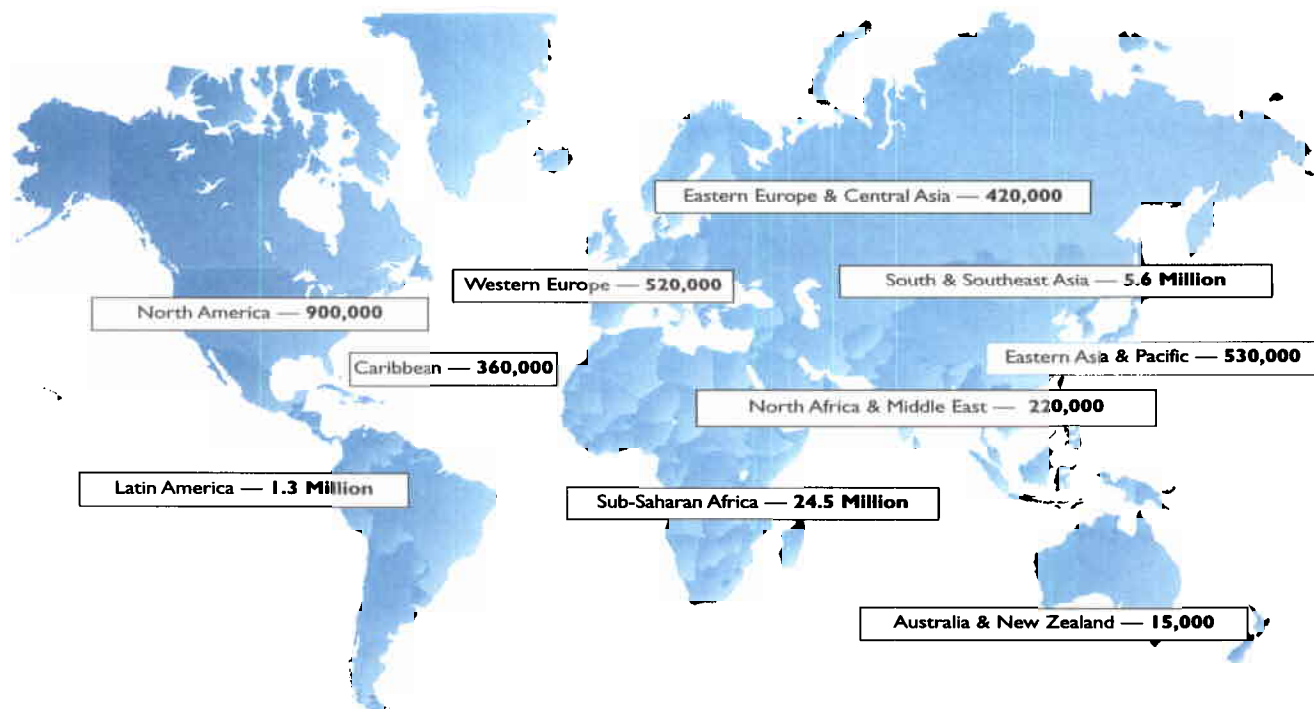 Eastern Europe & Central Asia — 420,000
Western Europe — 520,000
South & Southeast Asia — 5.6 Million
North America — 900,000
Caribbean — 360,000
Eastern Asia & Pacific — 530,000
North Africa & Middle East — 220,000
Latin America — 1.3 Million
Sub-Saharan Africa — 24.5 Million
Australia & New Zealand — 15,000